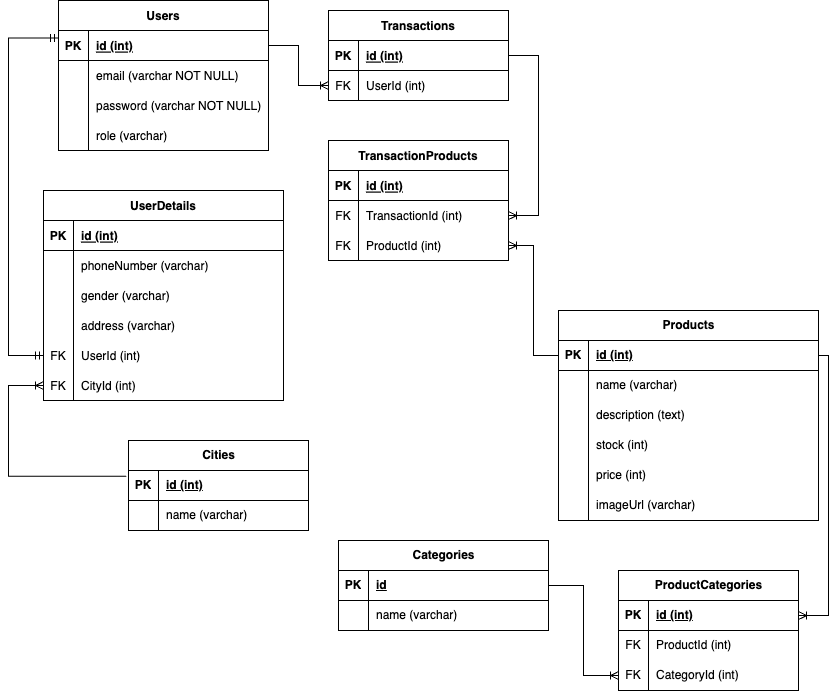 Users
PK id (int)
email (varchar NOT NULL)
password (varchar NOT NULL)
role (varchar)
Transactions
PK id (int)
FK UserId (int)
TransactionProducts
PK id (int)
FK TransactionId (int)
FK ProductId (int)
UserDetails
PK id (int)
phoneNumber (varchar)
gender (varchar)
address (varchar)
FK UserId (int)
FK CityId (int)
Products
PK id (int)
name (varchar)
description (text)
stock (int)
price (int)
imageUrl (varchar)
Cities
PK id (int)
name (varchar)
Categories
PK id
name (varchar)
ProductCategories
PK id (int)
FK ProductId (int)
FK CategoryId (int)